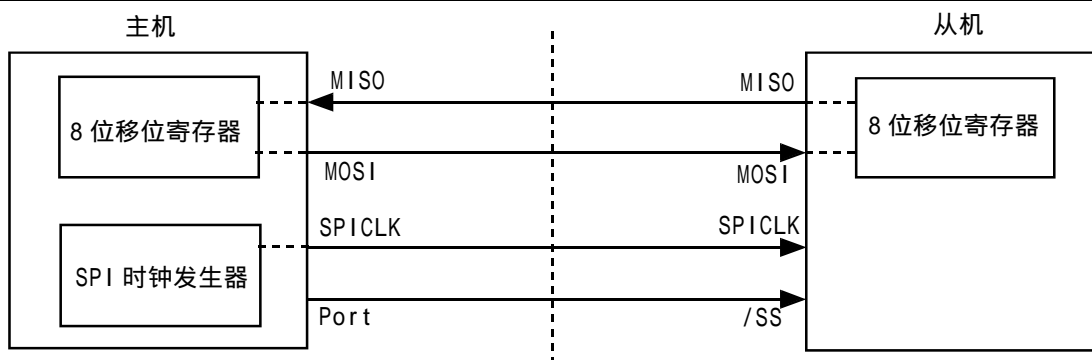 主机
从机
MISO
MISO
8 位移位寄存器
8 位移位寄存器
MOSI
MOSI
SPICLK
SPICLK
SPI 时钟发生器
Port
/SS